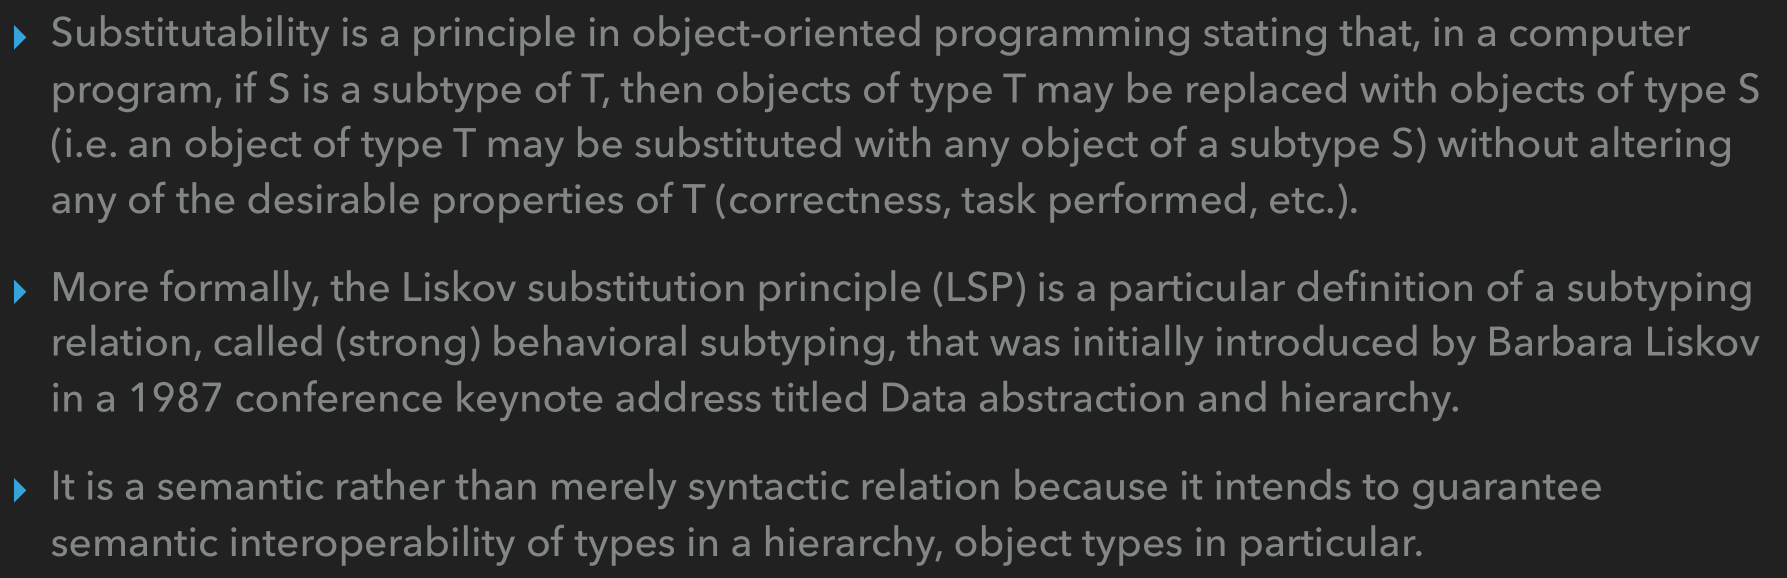 Substitutability is a principle in object-oriented programming stating that, in a computer
program, if S is a subtype of T, then objects of type T may be replaced with objects of type S
(i.e. an object of type T may be substituted with any object of a subtype S) without altering
any of the desirable properties of T (correctness, task performed, etc.).
More formally, the Liskov substitution principle (LSP) is a particular definition of a subtyping
relation, called (strong) behavioral subtyping, that was initially introduced by Barbara Liskov
in a 1987 conference keynote address titled Data abstraction and hierarchy.
It is a semantic rather than merely syntactic relation because it intends to guarantee
semantic interoperability of types in a hierarchy, object types in particular.